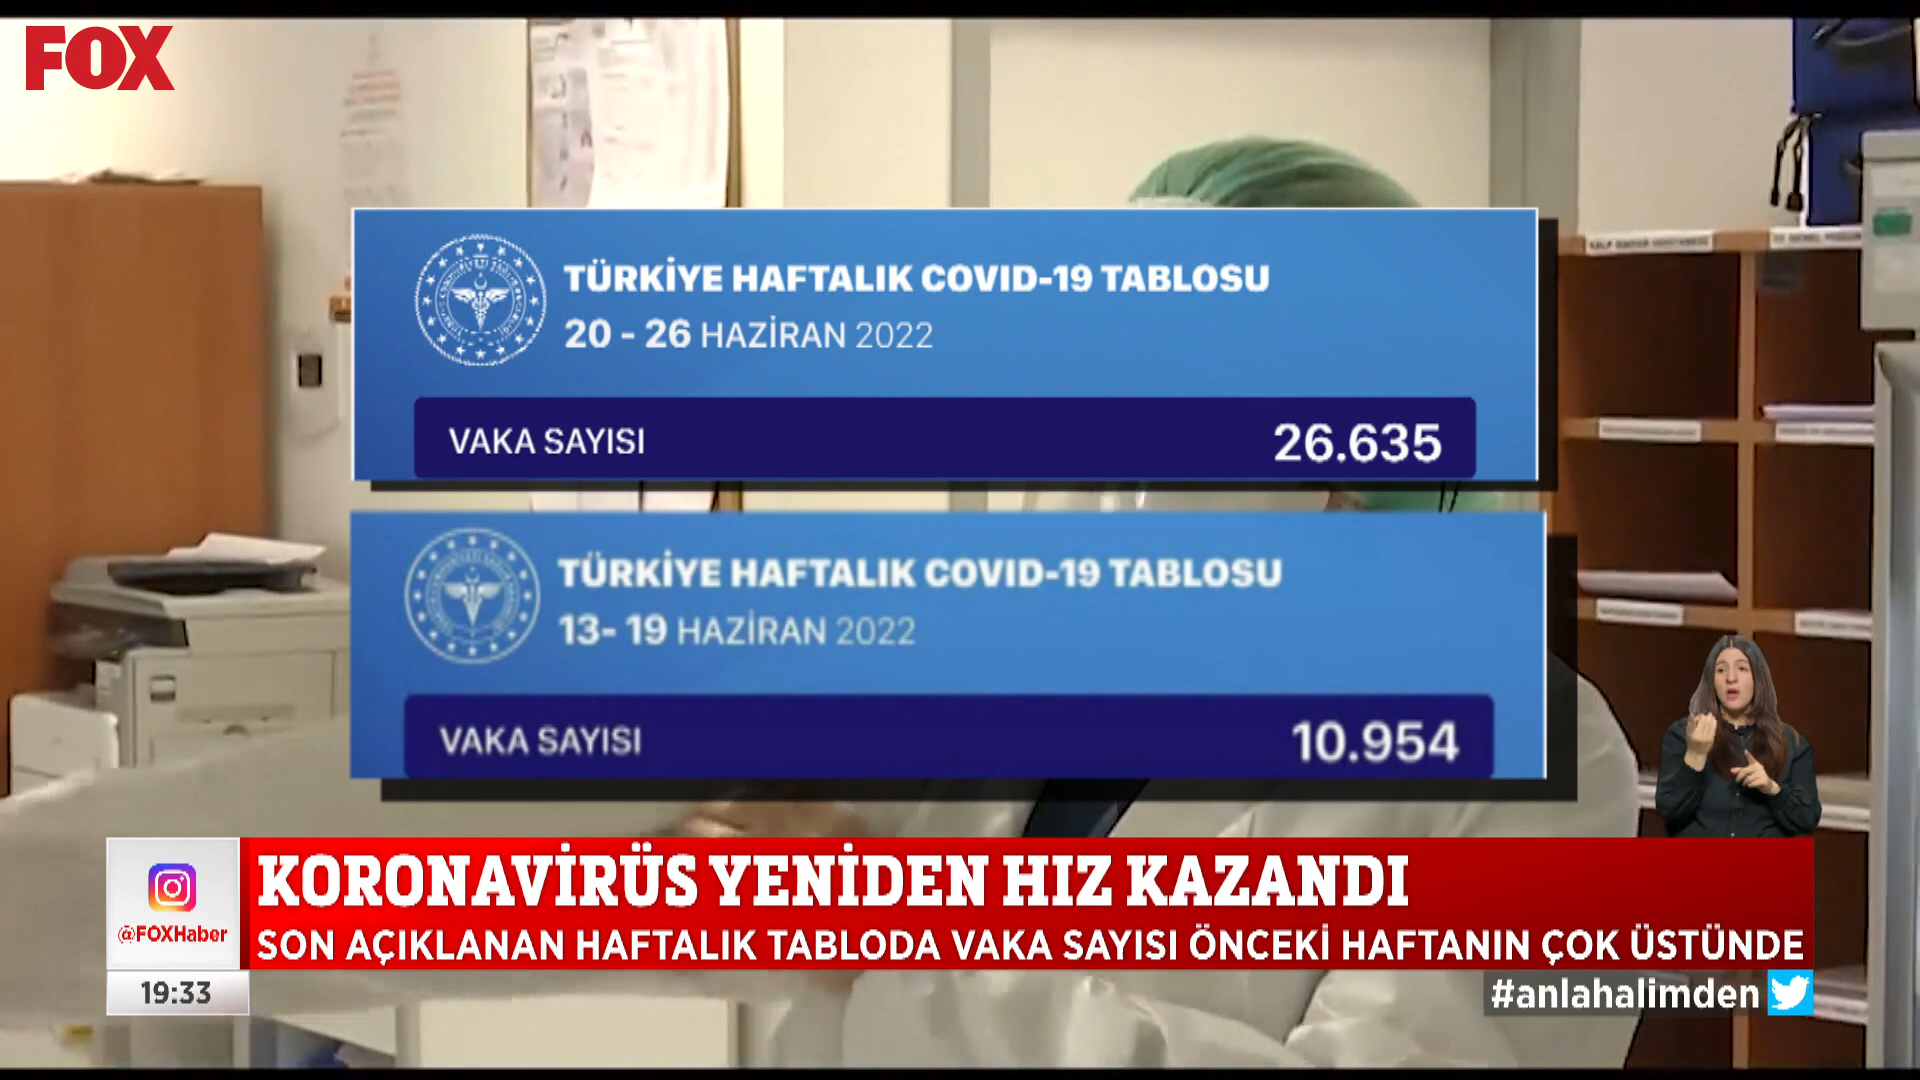 FOX
TÜRKİYE HAFTALIK COVID-19 TABLOSU
20 - 26 HAZİRAN 2022
VAKA SAYISI 26.635
TÜRKİYE HAFTALIK COVID-19 TABLOSU
13- 19 HAZİRAN 2022
VAKA SAYISI 10.954
KORONAVİRÜS YENİDEN HIZ KAZANDI
@FOXHaber
SON AÇIKLANAN HAFTALIK TABLODA VAKA SAYISI ÖNCEKİ HAFTANIN ÇOK ÜSTÜNDE
19:33
#anlahalimden